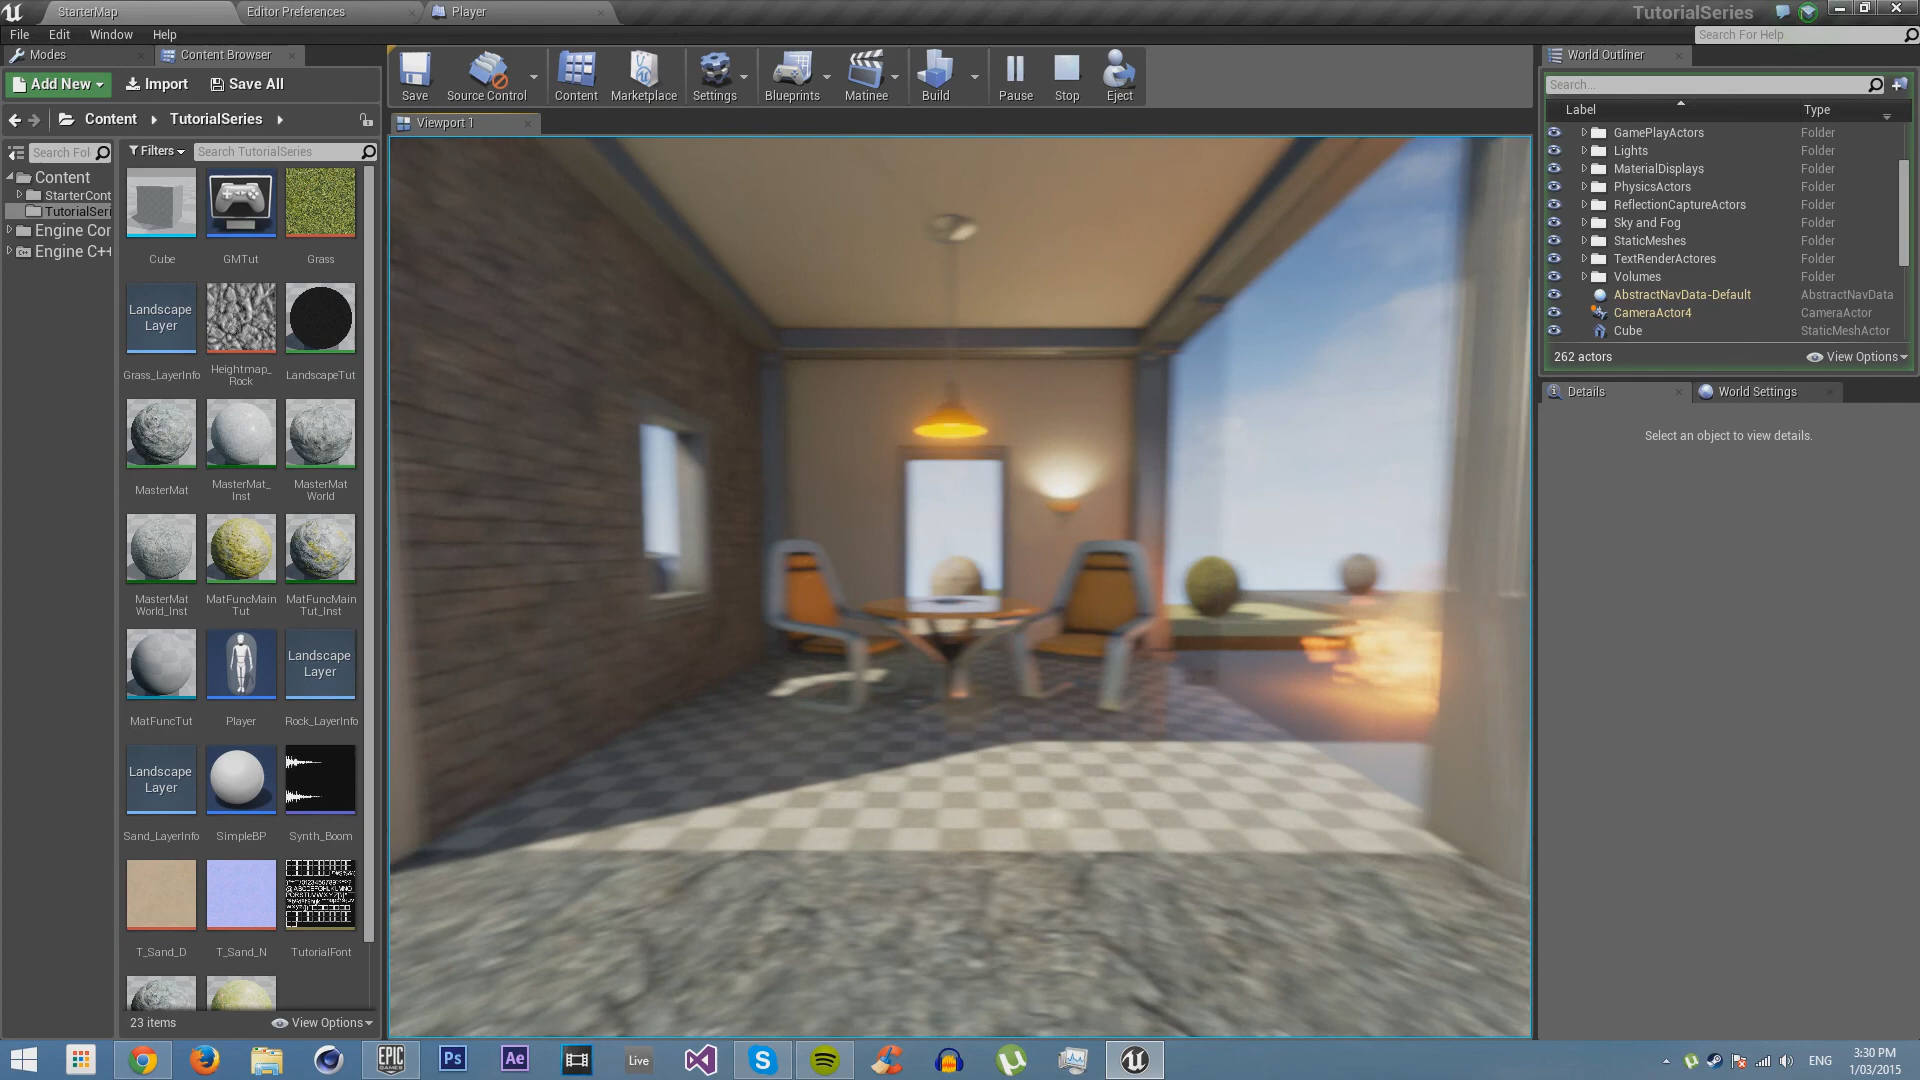 StarterMap
Editor Preferences
Player
TutorialSeries
File Edit Window Help
Search For Help
Modes
Content Browser
World Outliner
Add New
Import
Save All
Save
Source Control
Content
Marketplace
Settings
Blueprints
Matinee
Build
Pause
Stop
Eject
Search...
Label
Type
Content
TutorialSeries
Viewport 1
Search Fol
Filters
Search TutorialSeries
Content
StarterCont
TutorialSeri
Engine Cor
Engine C++
Cube
GMTut
Grass
Landscape
Layer
Grass_LayerInfo
Heightmap_
Rock
LandscapeTut
MasterMat
MasterMat_
Inst
MasterMat
World
MasterMat
World_Inst
MatFuncMain
Tut
MatFuncMain
Tut_Inst
Landscape
Layer
MatFuncTut
Player
Rock_LayerInfo
Landscape
Layer
Sand_LayerInfo
SimpleBP
Synth_Boom
T_Sand_D
T_Sand_N
TutorialFont
23 items
View Options
GamePlayActors Folder
Lights Folder
MaterialDisplays Folder
PhysicsActors Folder
ReflectionCaptureActors Folder
Sky and Fog Folder
StaticMeshes Folder
TextRenderActores Folder
Volumes Folder
AbstractNavData-Default AbstractNavData
CameraActor4 CameraActor
Cube StaticMeshActor
262 actors
View Options
Details
World Settings
Select an object to view details.
EPIC
GAMES
Ps
Ae
Live
ENG
3:30 PM
1/03/2015